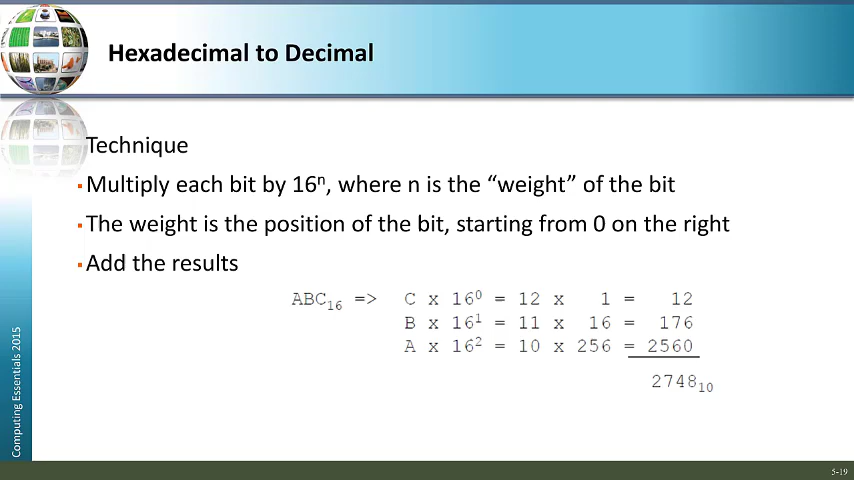 Hexadecimal to Decimal
Technique
▪Multiply each bit by 16ⁿ, where n is the “weight” of the bit
▪The weight is the position of the bit, starting from 0 on the right
▪Add the results
ABC₁₆ => C x 16⁰ = 12 x 1 = 12
B x 16¹ = 11 x 16 = 176
A x 16² = 10 x 256 = 2560
2748₁₀
Computing Essentials 2015
5-19